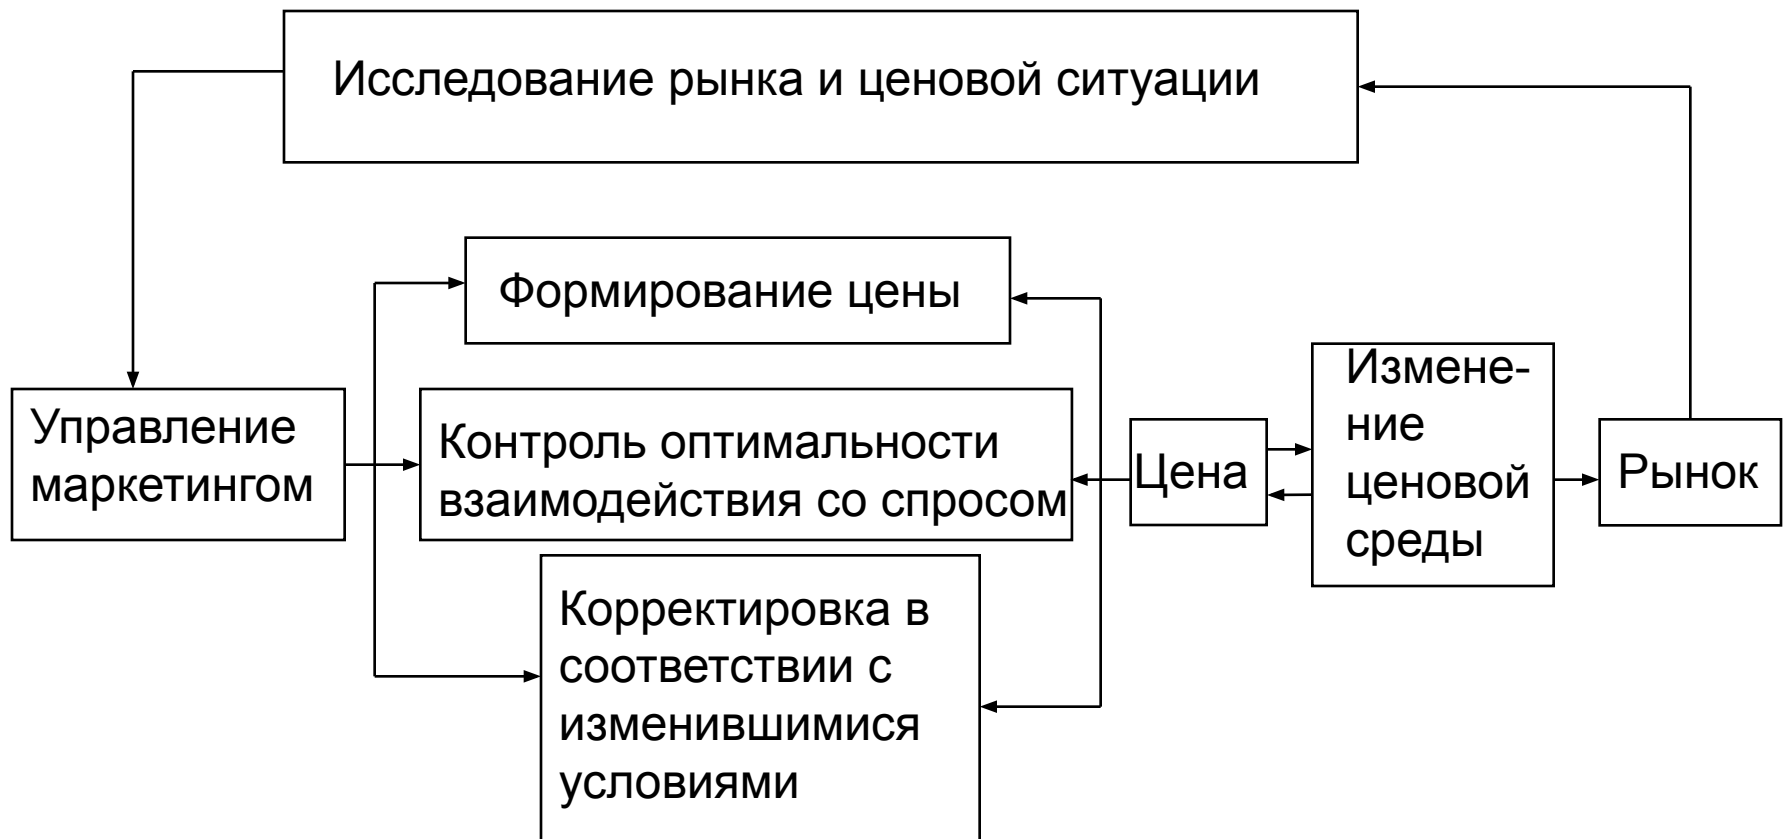 Исследование рынка и ценовой ситуации
Формирование цены
Управление
маркетингом
Контроль оптимальности
взаимодействия со спросом
Цена
Измене-
ние
ценовой
среды
Рынок
Корректировка в
соответствии с
изменившимися
условиями